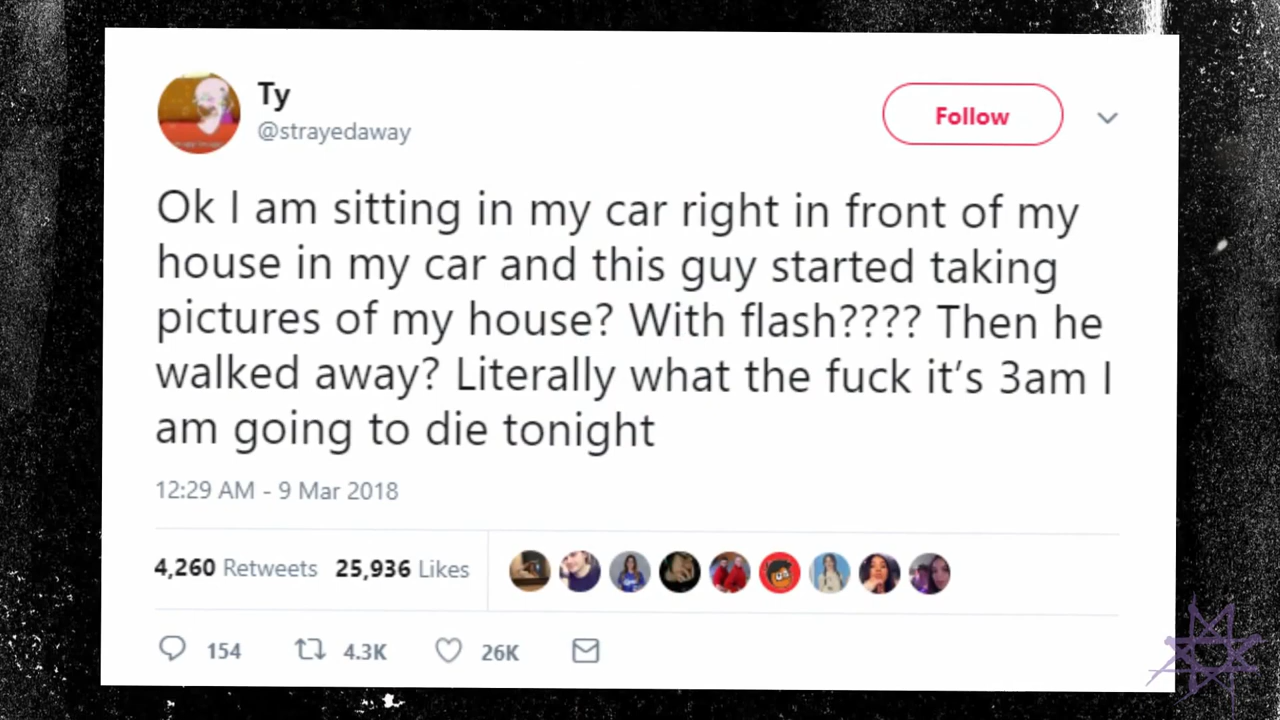 Ty
@strayedaway
Follow
Ok I am sitting in my car right in front of my
house in my car and this guy started taking
pictures of my house? With flash???? Then he
walked away? Literally what the fuck it’s 3am I
am going to die tonight
12:29 AM - 9 Mar 2018
4,260 Retweets 25,936 Likes
154 4.3K 26K